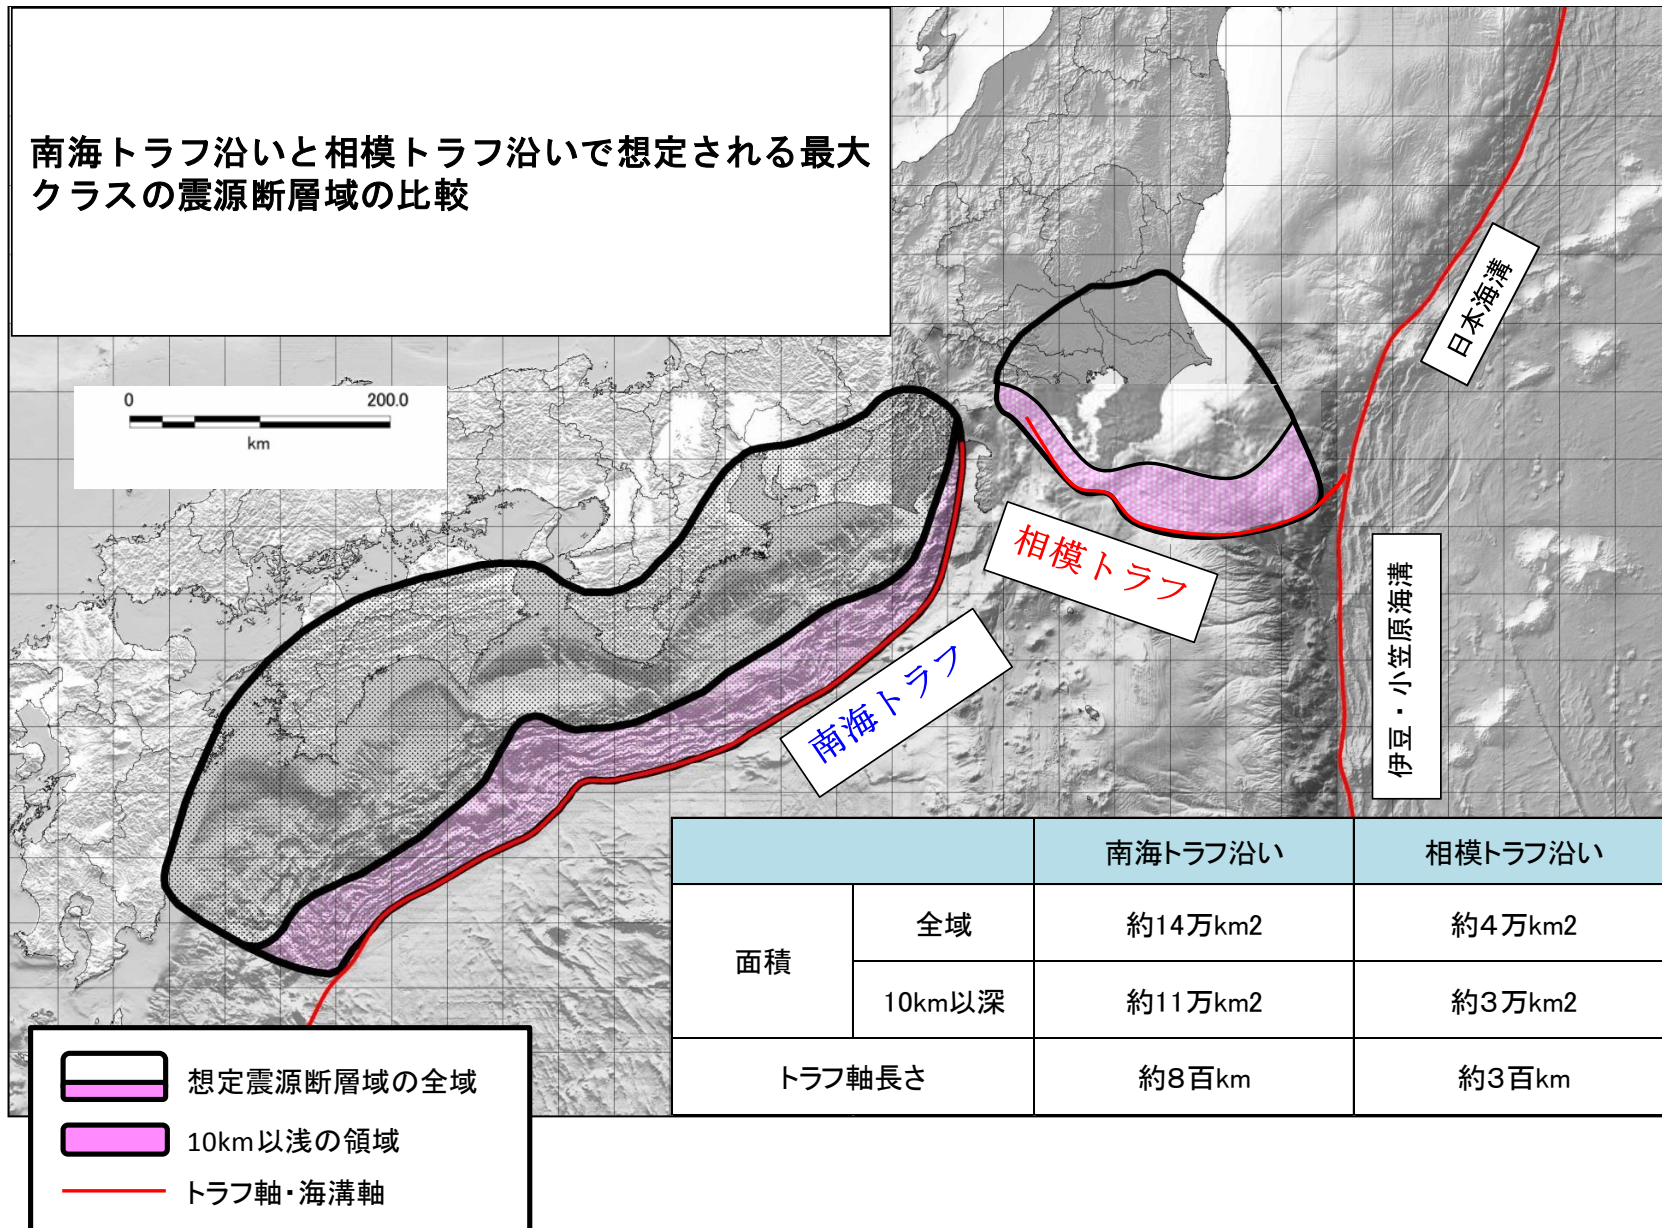 南海トラフ沿いと相模トラフ沿いで想定される最大
クラスの震源断層域の比較
0 200.0
km
日本海溝
相模トラフ
南海トラフ
伊豆・小笠原海溝
南海トラフ沿い 相模トラフ沿い
面積 全域 約14万km2 約4万km2
10km以深 約11万km2 約3万km2
トラフ軸長さ 約8百km 約3百km
想定震源断層域の全域
10km以浅の領域
トラフ軸・海溝軸